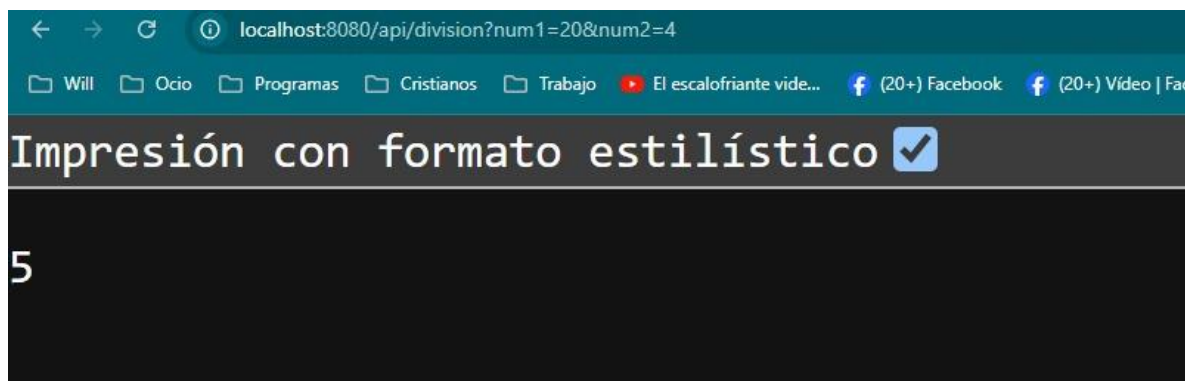 localhost:8080/api/division?num1=20&num2=4
Will Ocio Programas Cristianos Trabajo El escalofriante vide... (20+) Facebook (20+) Vídeo | Fac
Impresión con formato estilístico
5